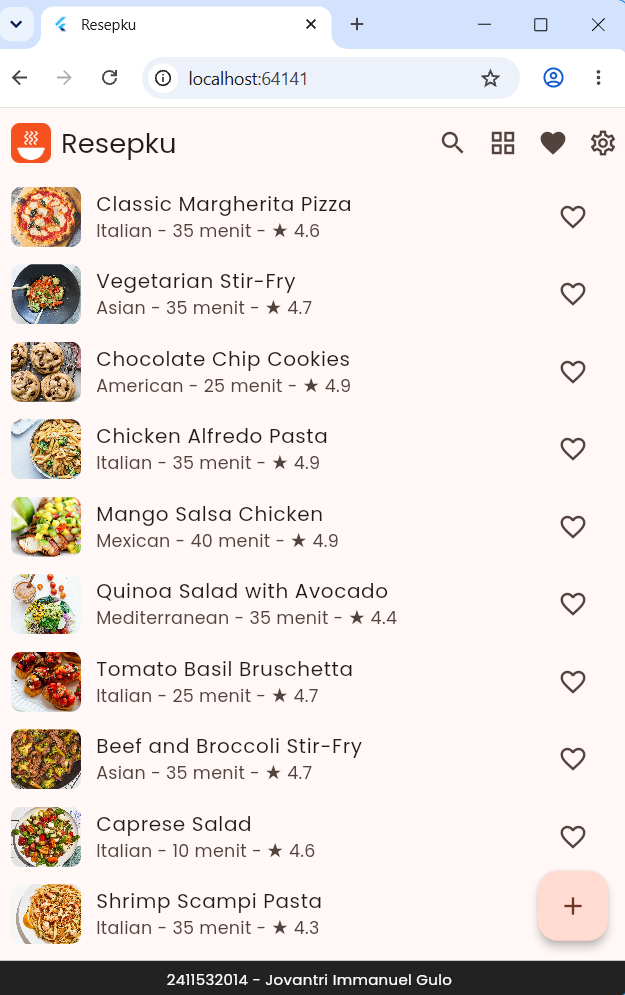 Resepku
localhost:64141
Resepku
Classic Margherita Pizza
Italian - 35 menit - ★ 4.6
Vegetarian Stir-Fry
Asian - 35 menit - ★ 4.7
Chocolate Chip Cookies
American - 25 menit - ★ 4.9
Chicken Alfredo Pasta
Italian - 35 menit - ★ 4.9
Mango Salsa Chicken
Mexican - 40 menit - ★ 4.9
Quinoa Salad with Avocado
Mediterranean - 35 menit - ★ 4.4
Tomato Basil Bruschetta
Italian - 25 menit - ★ 4.7
Beef and Broccoli Stir-Fry
Asian - 35 menit - ★ 4.7
Caprese Salad
Italian - 10 menit - ★ 4.6
Shrimp Scampi Pasta
Italian - 35 menit - ★ 4.3
2411532014 - Jovantri Immanuel Gulo